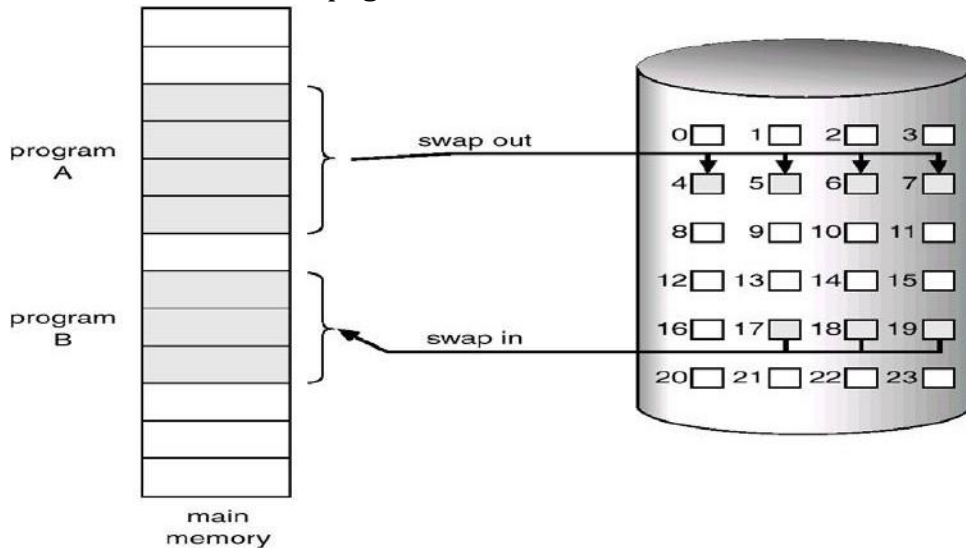 program
A
program
B
main
memory
swap out
swap in
0 1 2 3
4 5 6 7
8 9 10 11
12 13 14 15
16 17 18 19
20 21 22 23